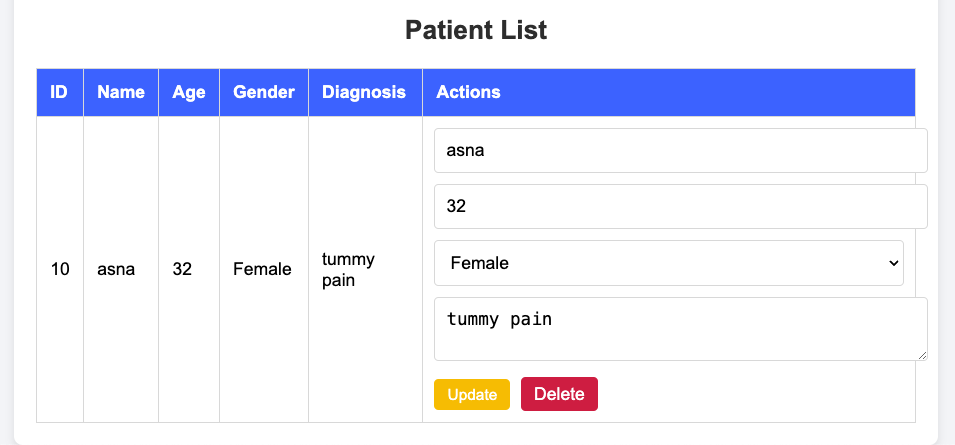 Patient List
ID Name Age Gender Diagnosis Actions
10 asna 32 Female tummy pain
asna
32
Female
tummy pain
Update Delete